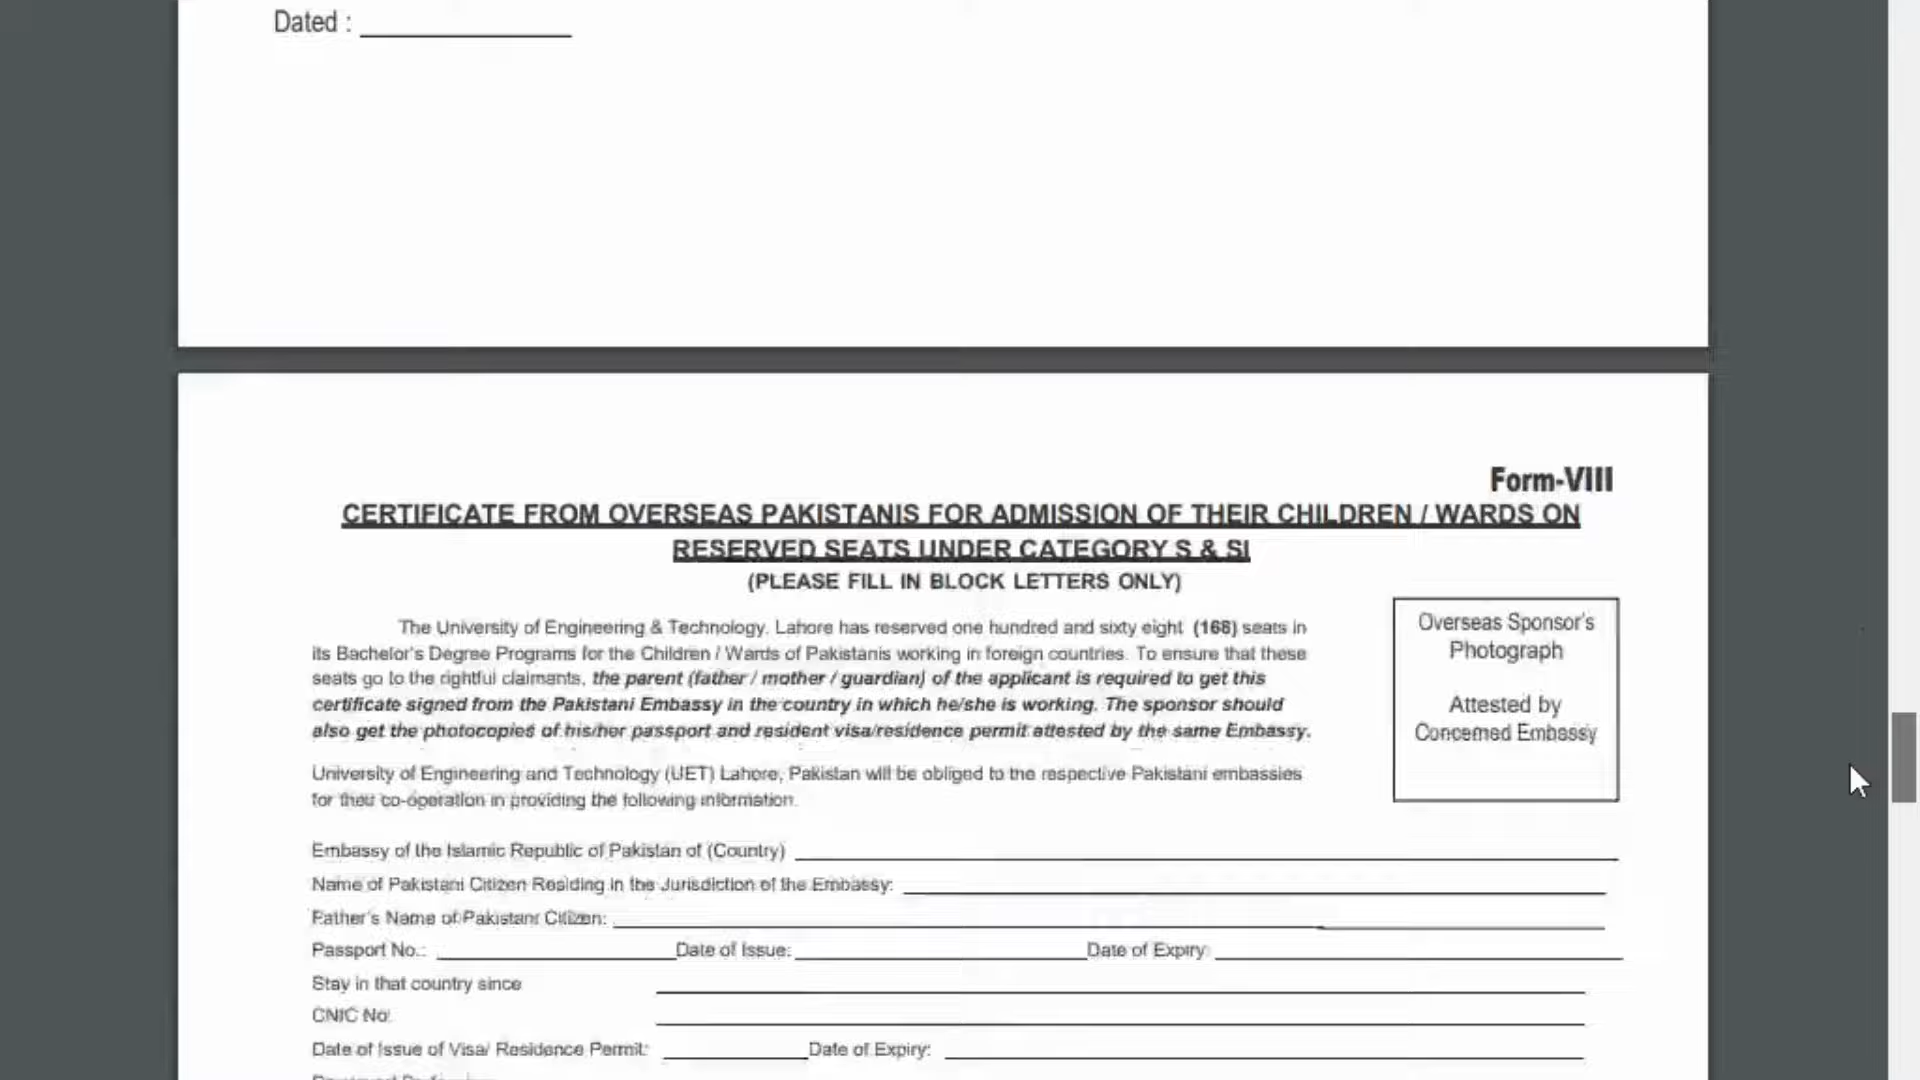 Dated : 
Form-VIII
CERTIFICATE FROM OVERSEAS PAKISTANIS FOR ADMISSION OF THEIR CHILDREN / WARDS ON
RESERVED SEATS UNDER CATEGORY S & SI
(PLEASE FILL IN BLOCK LETTERS ONLY)
The University of Engineering & Technology, Lahore has reserved one hundred and sixty eight (168) seats in
its Bachelor's Degree Programs for the Children / Wards of Pakistanis working in foreign countries. To ensure that these
seats go to the rightful claimants, the parent (father / mother / guardian) of the applicant is required to get this
certificate signed from the Pakistani Embassy in the country in which he/she is working. The sponsor should
also get the photocopies of his/her passport and resident visa/residence permit attested by the same Embassy.
Overseas Sponsor's
Photograph
Attested by
Concerned Embassy
University of Engineering and Technology (UET) Lahore, Pakistan will be obliged to the respective Pakistani embassies
for their co-operation in providing the following information.
Embassy of the Islamic Republic of Pakistan of (Country)
Name of Pakistani Citizen Residing in the Jurisdiction of the Embassy:
Father's Name of Pakistani Citizen:
Passport No.: Date of Issue: Date of Expiry:
Stay in that country since
CNIC No:
Date of Issue of Visa/ Residence Permit: Date of Expiry: